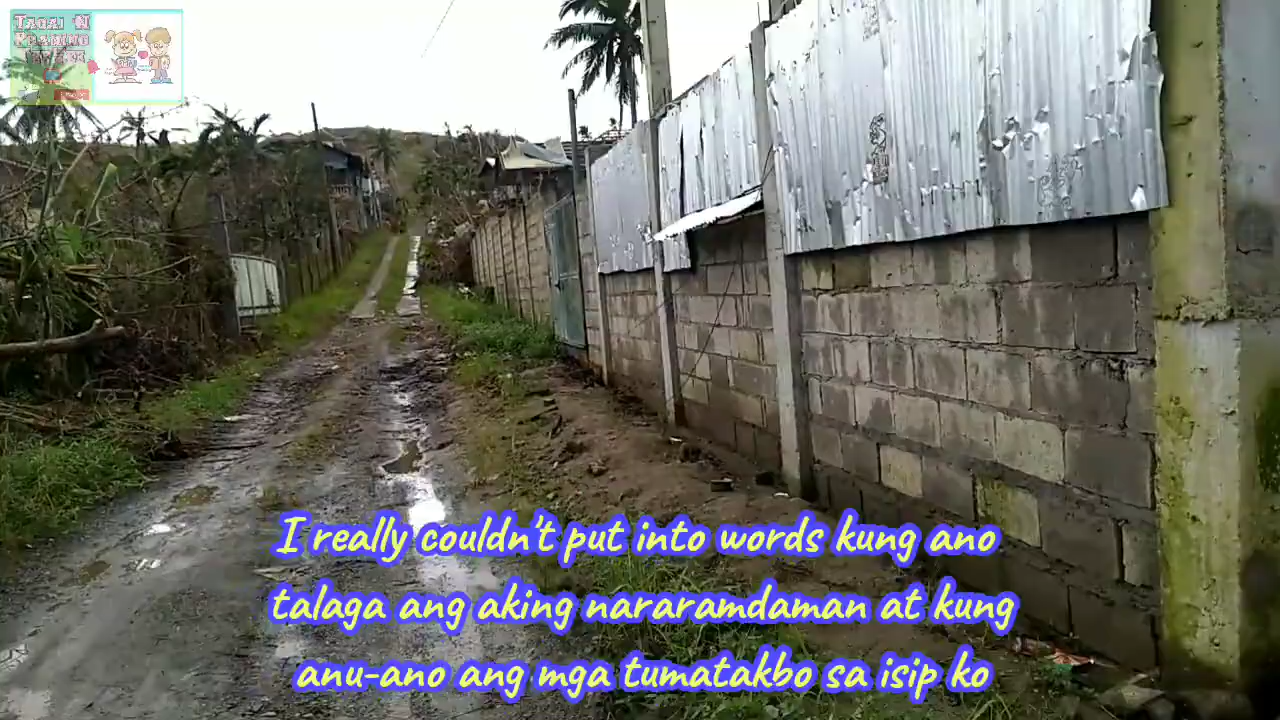 I really couldn't put into words kung ano
talaga ang aking nararamdaman at kung
anu-ano ang mga tumatakbo sa isip ko